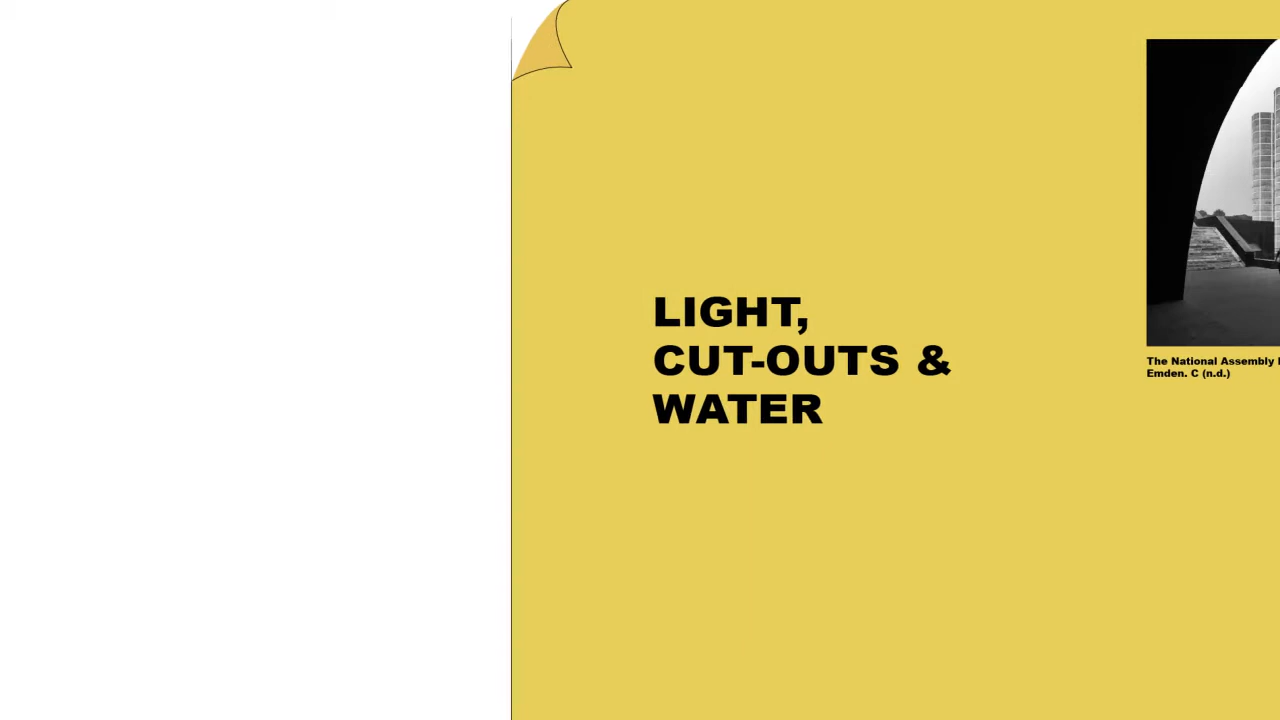 LIGHT,
CUT-OUTS &
WATER
The National Assembly
Emden. C (n.d.)